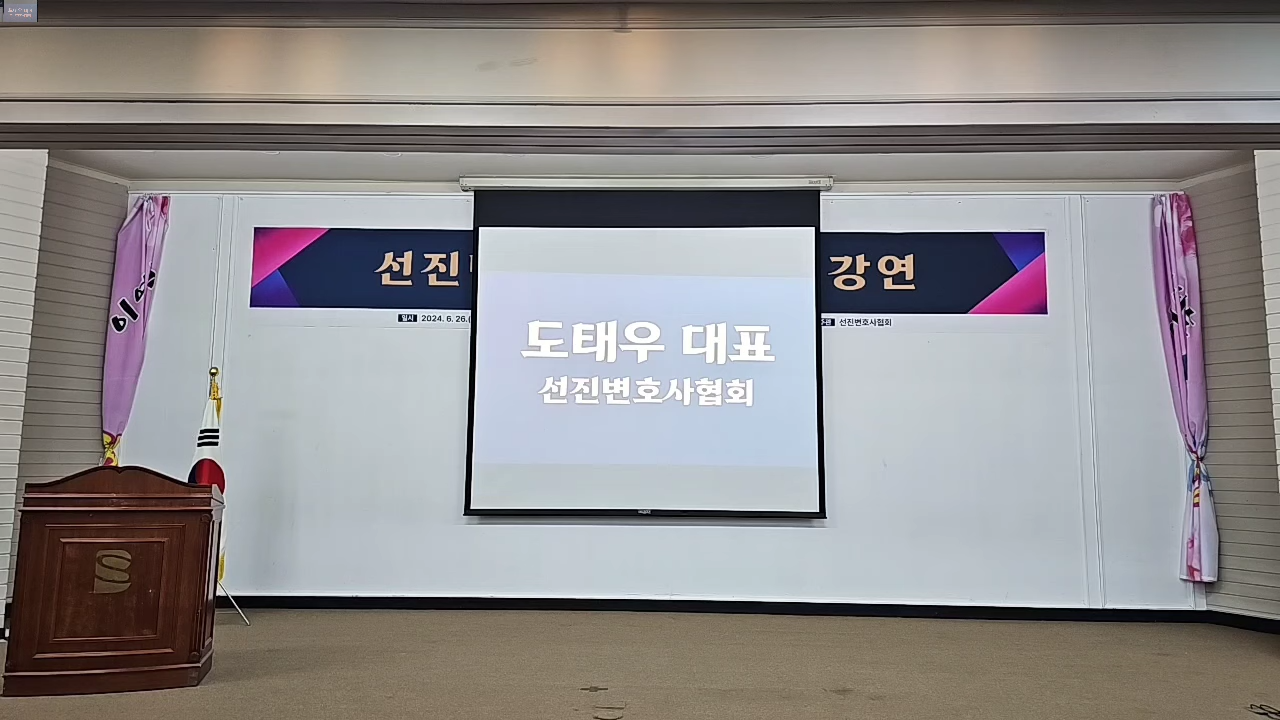 선진
강연
일시 2024. 6. 26.
선진변호사협회
도태우 대표
선진변호사협회